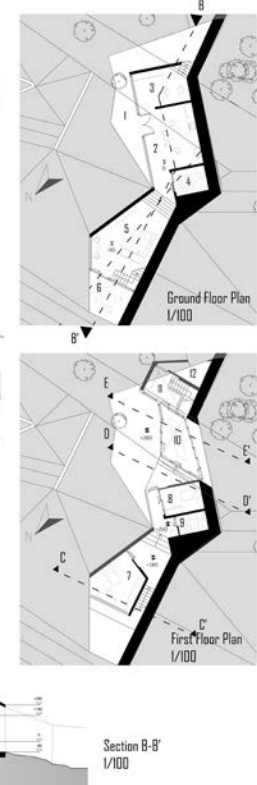 B
3
1
2
4
5
6
N
Ground Floor Plan
1/100
B'
12
E
11
10
D
E'
8
D'
N
9
C
7
C'
First Floor Plan
1/100
Section B-B'
1/100